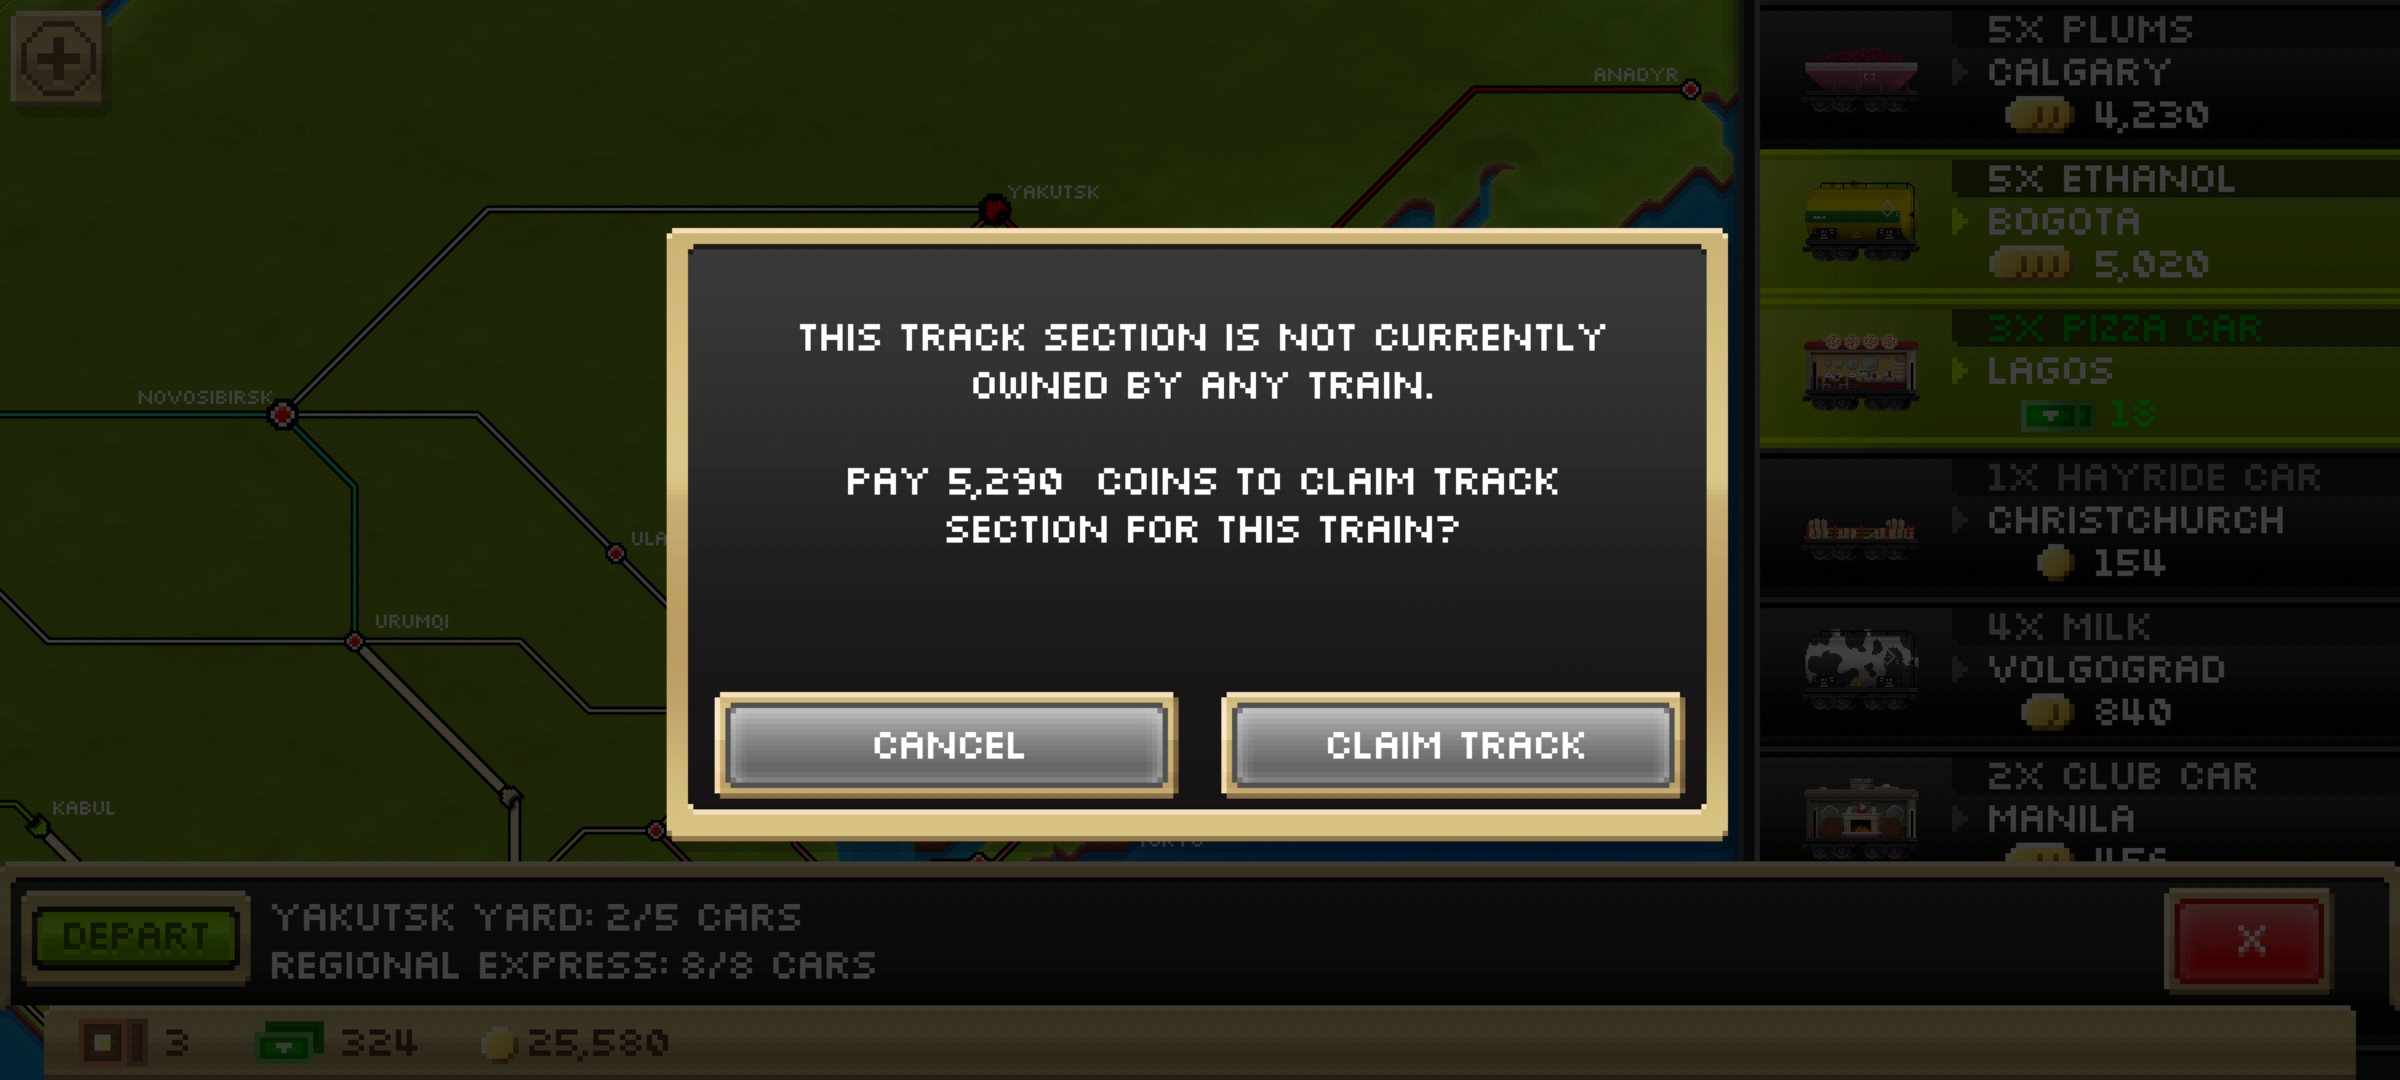 ANADYR
YAKUTSK
NOVOSIBIRSK
ULA
URUMQI
KABUL
THIS TRACK SECTION IS NOT CURRENTLY
OWNED BY ANY TRAIN.
PAY 5,290 COINS TO CLAIM TRACK
SECTION FOR THIS TRAIN?
CANCEL
CLAIM TRACK
5X PLUMS
CALGARY
4,230
5X ETHANOL
BOGOTA
5,020
3X PIZZA CAR
LAGOS
18
1X HAYRIDE CAR
CHRISTCHURCH
154
4X MILK
VOLGOGRAD
840
2X CLUB CAR
MANILA
DEPART
YAKUTSK YARD: 2/5 CARS
REGIONAL EXPRESS: 8/8 CARS
X
3
324
25,580